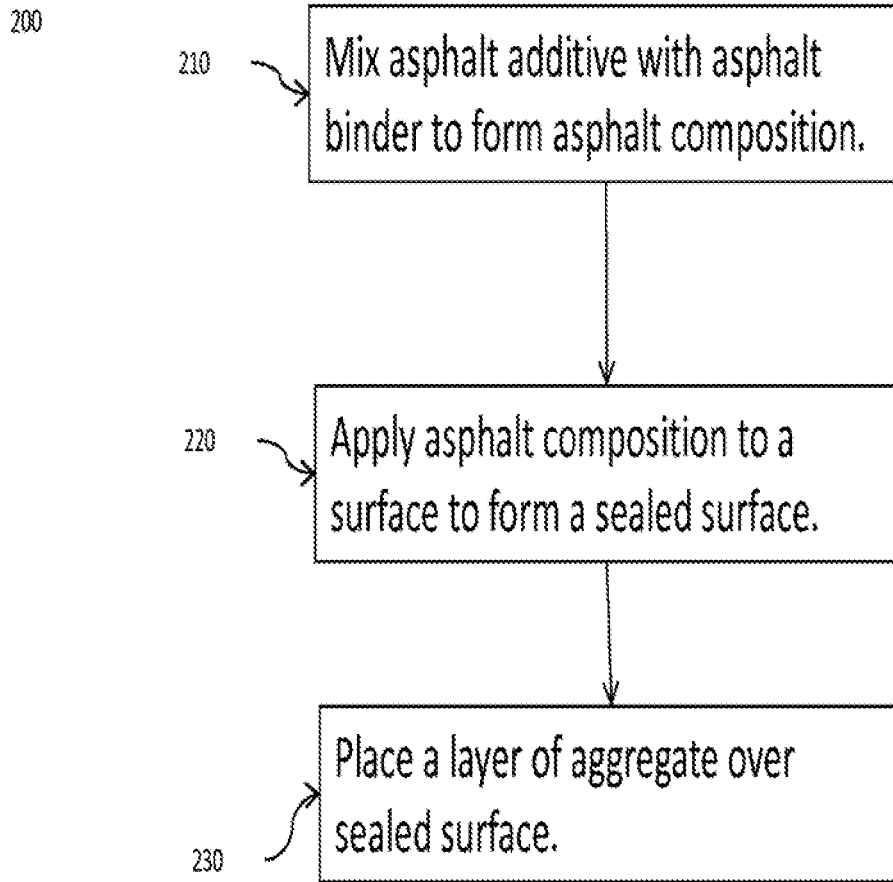 200
210
Mix asphalt additive with asphalt
binder to form asphalt composition.
220
Apply asphalt composition to a
surface to form a sealed surface.
Place a layer of aggregate over
sealed surface.
230